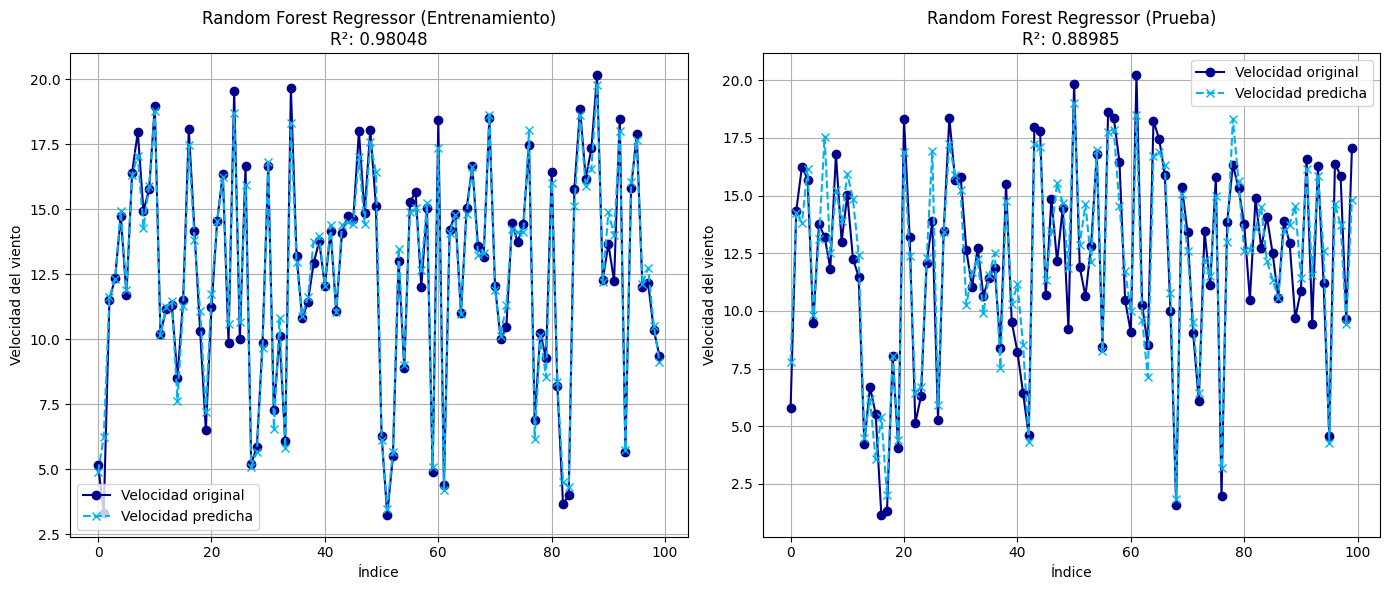 Random Forest Regressor (Entrenamiento)
R²: 0.98048
Velocidad del viento
20.0
17.5
15.0
12.5
10.0
7.5
5.0
2.5
Velocidad original
Velocidad predicha
0
20
40
60
80
100
Índice
Random Forest Regressor (Prueba)
R²: 0.88985
Velocidad del viento
20.0
17.5
15.0
12.5
10.0
7.5
5.0
2.5
Velocidad original
Velocidad predicha
0
20
40
60
80
100
Índice